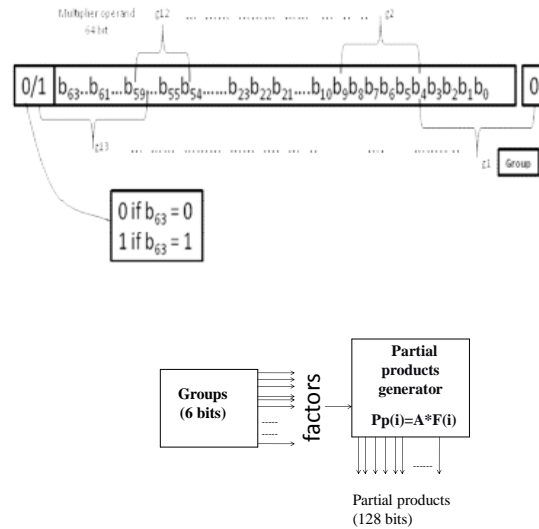 Multiplier operand
64 bit
g12
g2
0/1 b63..b61...b59...b55b54......b23b22b21....b10b9b8b7b6b5b4b3b2b1b0 0
g13
g1
Group
0 if b63 = 0
1 if b63 = 1
Groups
(6 bits)
factors
Partial
products
generator
Pp(i)=A*F(i)
Partial products
(128 bits)